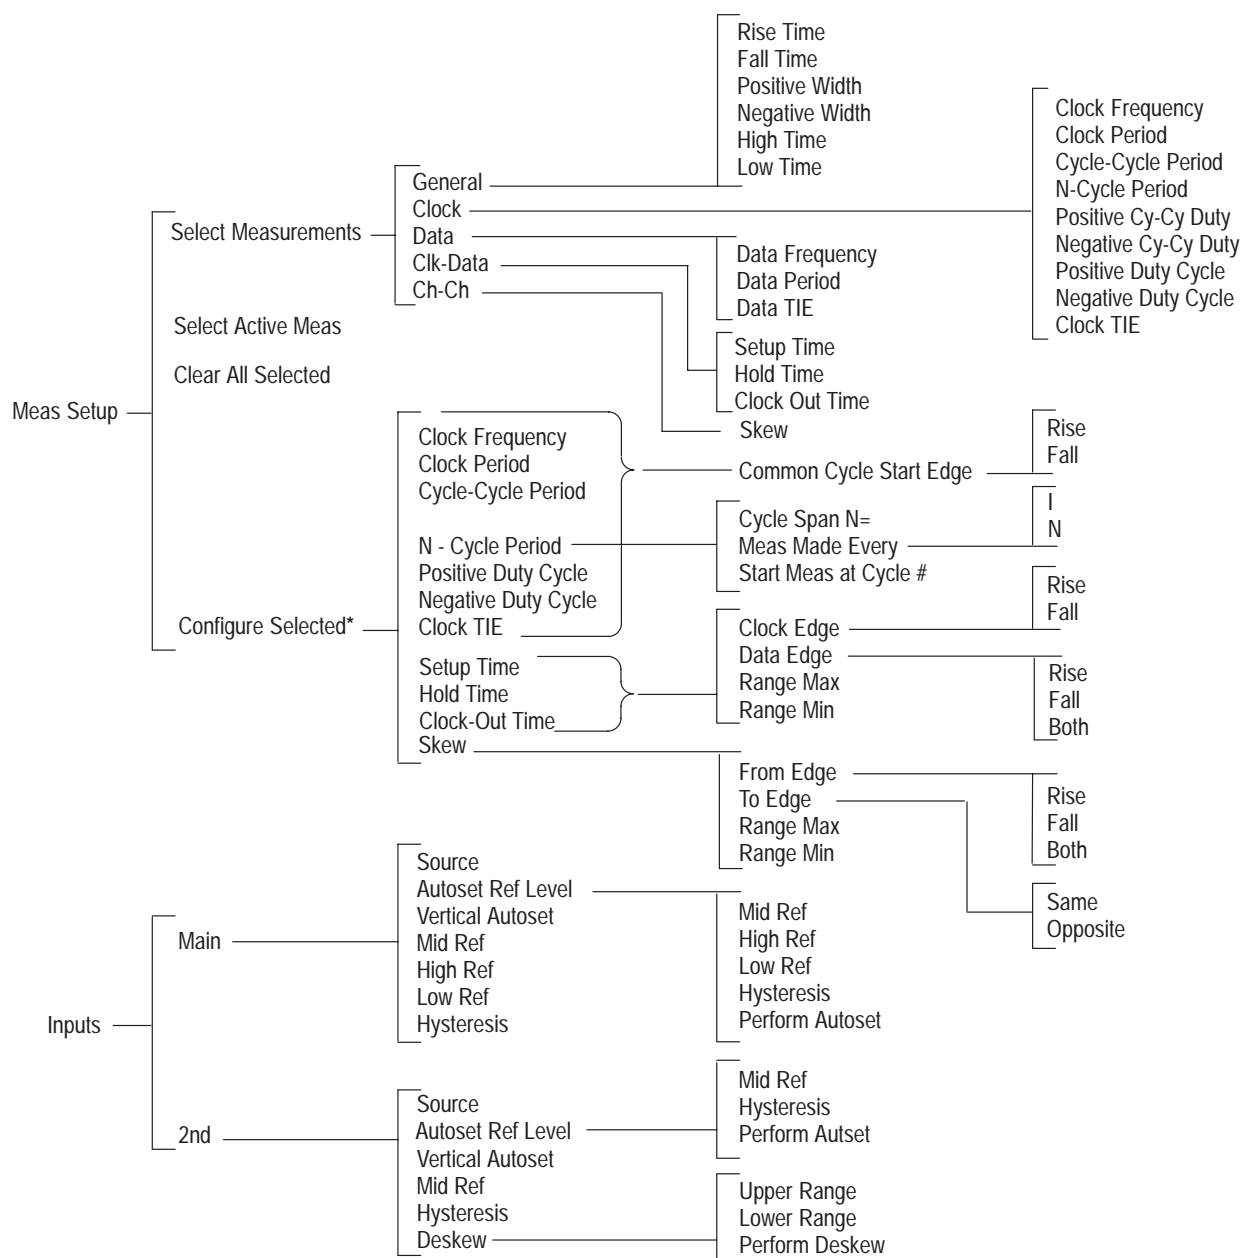 Meas Setup
Select Measurements
General
Clock
Data
Clk-Data
Ch-Ch
Rise Time
Fall Time
Positive Width
Negative Width
High Time
Low Time
Clock Frequency
Clock Period
Cycle-Cycle Period
N-Cycle Period
Positive Cy-Cy Duty
Negative Cy-Cy Duty
Positive Duty Cycle
Negative Duty Cycle
Clock TIE
Data Frequency
Data Period
Data TIE
Setup Time
Hold Time
Clock Out Time
Skew
Select Active Meas
Clear All Selected
Configure Selected*
Clock Frequency
Clock Period
Cycle-Cycle Period
N - Cycle Period
Positive Duty Cycle
Negative Duty Cycle
Clock TIE
Setup Time
Hold Time
Clock-Out Time
Skew
Common Cycle Start Edge
Rise
Fall
Cycle Span N=
Meas Made Every
Start Meas at Cycle #
I
N
Clock Edge
Data Edge
Range Max
Range Min
Rise
Fall
Rise
Fall
Both
From Edge
To Edge
Range Max
Range Min
Rise
Fall
Both
Same
Opposite
Inputs
Main
Source
Autoset Ref Level
Vertical Autoset
Mid Ref
High Ref
Low Ref
Hysteresis
Mid Ref
High Ref
Low Ref
Hysteresis
Perform Autoset
2nd
Source
Autoset Ref Level
Vertical Autoset
Mid Ref
Hysteresis
Deskew
Mid Ref
Hysteresis
Perform Autset
Upper Range
Lower Range
Perform Deskew